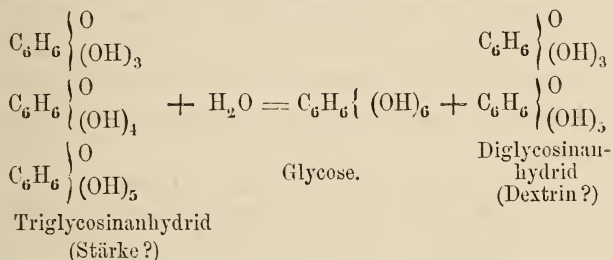 C₆H₆ } O (OH)₃
C₆H₆ } O (OH)₄ + H₂O = C₆H₆ { (OH)₆ +
C₆H₆ } O (OH)₅
Triglycosinanhydrid
(Stärke?)
Glycose.
C₆H₆ } O (OH)₃
C₆H₆ } O (OH)₅
Diglycosinan-
hydrid
(Dextrin?)